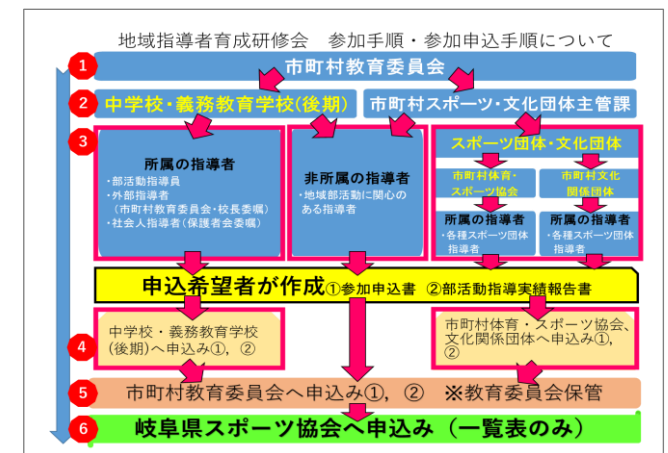 地域指導者育成研修会 参加手順・参加申込手順について
1 市町村教育委員会
2 中学校・義務教育学校(後期) 市町村スポーツ・文化団体主管課
3
所属の指導者
・部活動指導員
・外部指導者
(市町村教育委員会・校長委嘱)
・社会人指導者(保護者会委嘱)
非所属の指導者
・地域部活動に関心の
ある指導者
スポーツ団体・文化団体
市町村体育・
スポーツ協会
所属の指導者
・各種スポーツ団体
指導者
市町村文化
関係団体
所属の指導者
・各種スポーツ団体
指導者
申込希望者が作成①参加申込書 ②部活動指導実績報告書
4
中学校・義務教育学校
(後期)へ申込み①,②
市町村体育・スポーツ協会、
文化関係団体へ申込み①,
②
5 市町村教育委員会へ申込み①,② ※教育委員会保管
6 岐阜県スポーツ協会へ申込み(一覧表のみ)